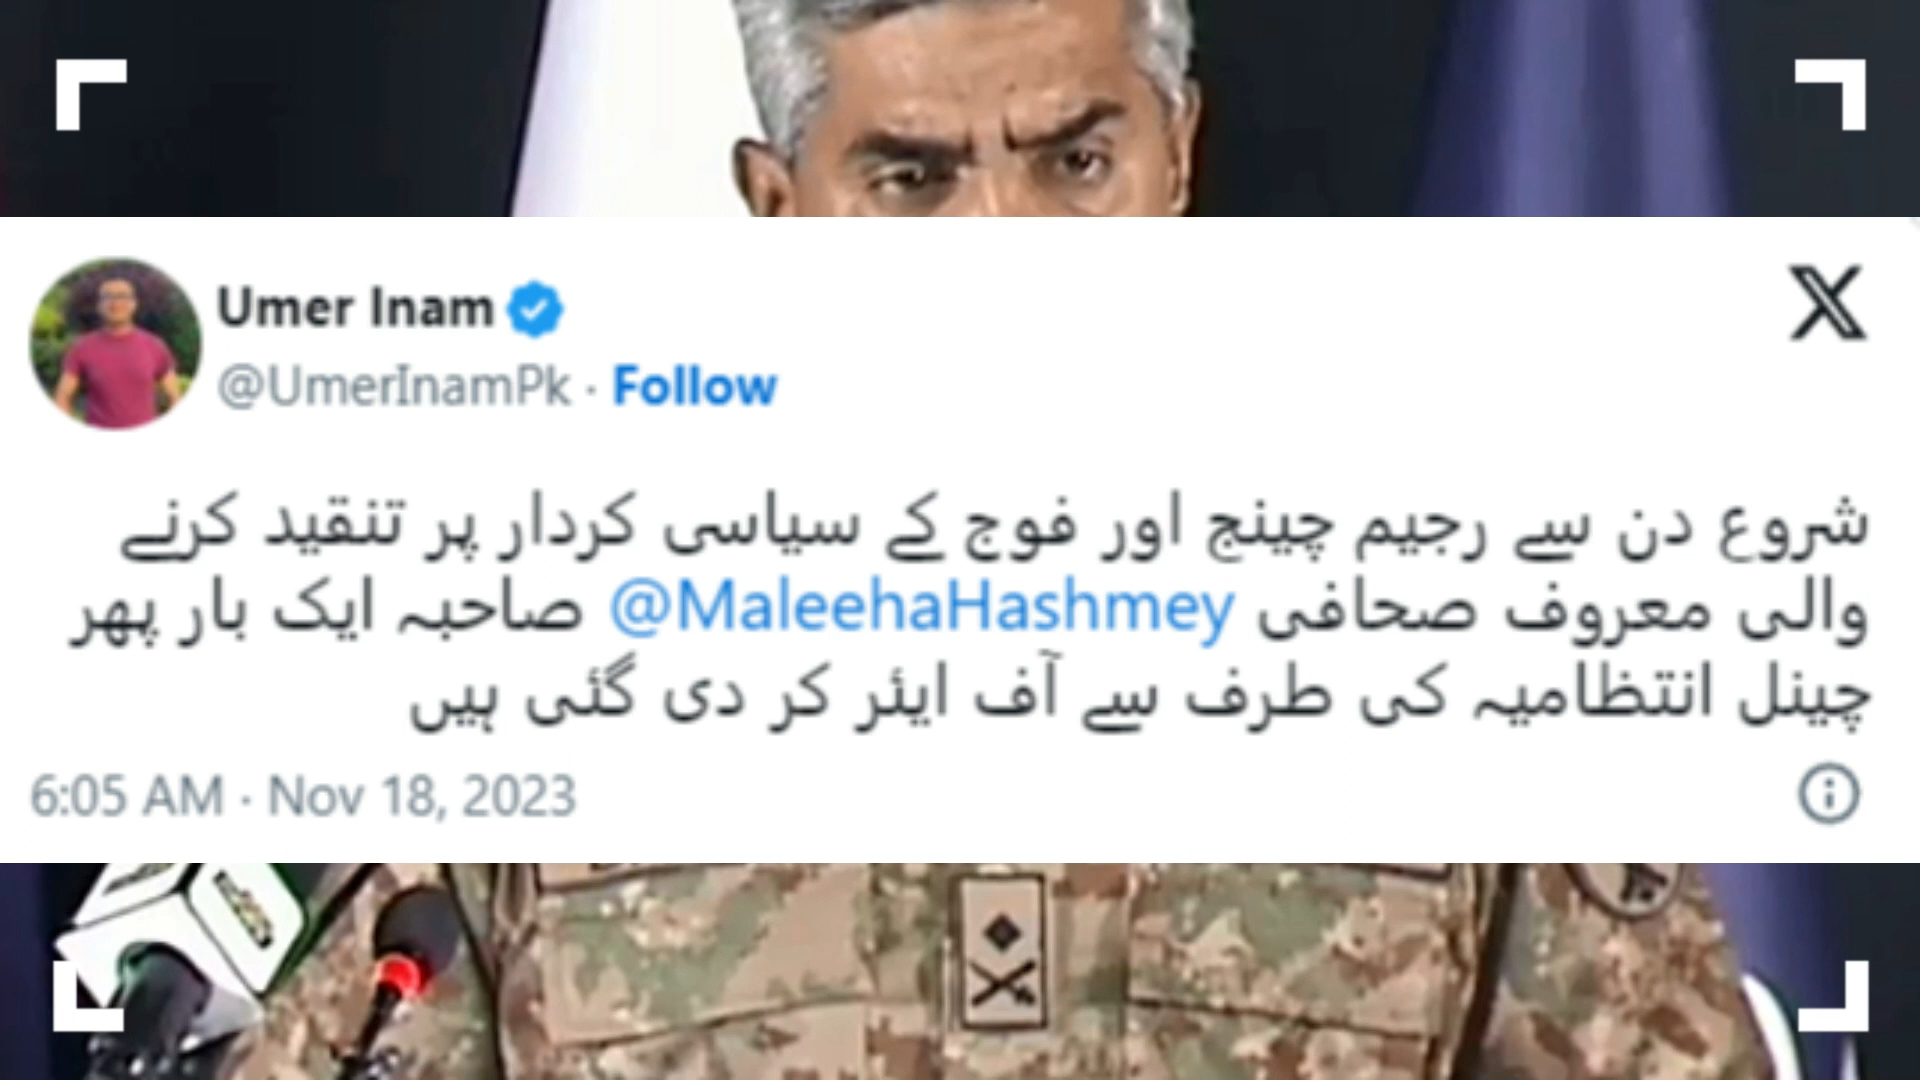 Umer Inam
@UmerInamPk · Follow
شروع دن سے رجیم چینج اور فوج کے سیاسی کردار پر تنقید کرنے
والی معروف صحافی @MaleehaHashmey صاحبہ ایک بار پھر
چینل انتظامیہ کی طرف سے آف ایئر کر دی گئی ہیں
6:05 AM · Nov 18, 2023